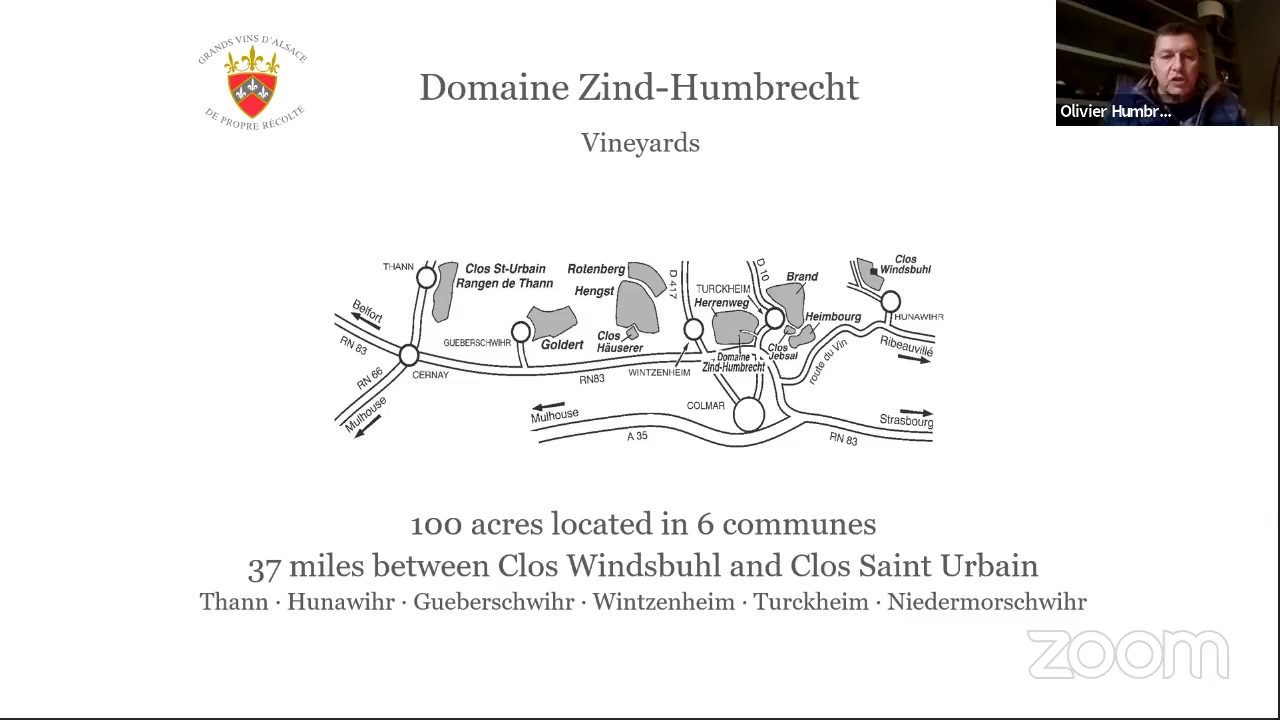 GRANDS VINS D'ALSACE
DE PROPRE RÉCOLTE
Domaine Zind-Humbrecht
Vineyards
Olivier Humbr...
THANN
Clos St-Urbain
Rangen de Thann
Rotenberg
Hengst
D 417
D 10
Brand
Clos
Windsbuhl
TURCKHEIM
Herrenweg
Heimbourg
HUNAWIHR
Belfort
RN 83
GUEBERSCHWIHR
Goldert
Clos
Häuserer
Clos
Jebsal
Domaine
Zind-Humbrecht
route du Vin
Ribeauvillé
RN 66
CERNAY
RN83
WINTZENHEIM
Mulhouse
COLMAR
Mulhouse
A 35
RN 83
Strasbourg
100 acres located in 6 communes
37 miles between Clos Windsbuhl and Clos Saint Urbain
Thann · Hunawihr · Gueberschwihr · Wintzenheim · Turckheim · Niedermorschwihr
zoom